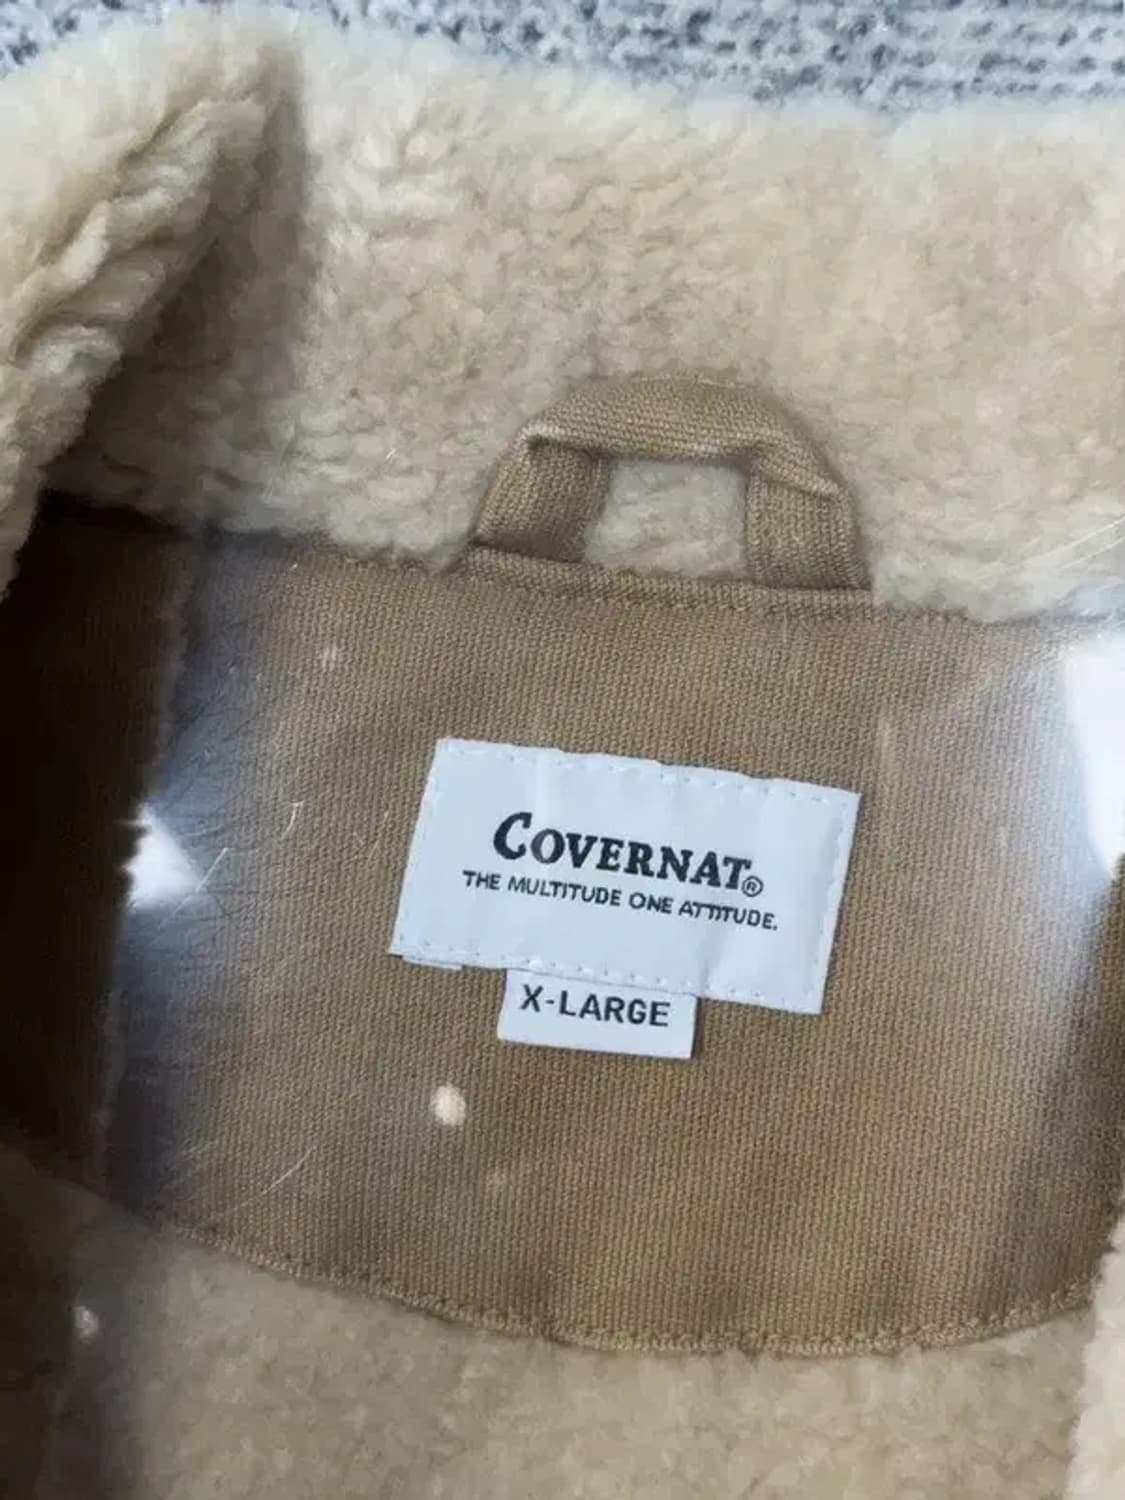 COVERNAT®
THE MULTITUDE ONE ATTITUDE.
X-LARGE